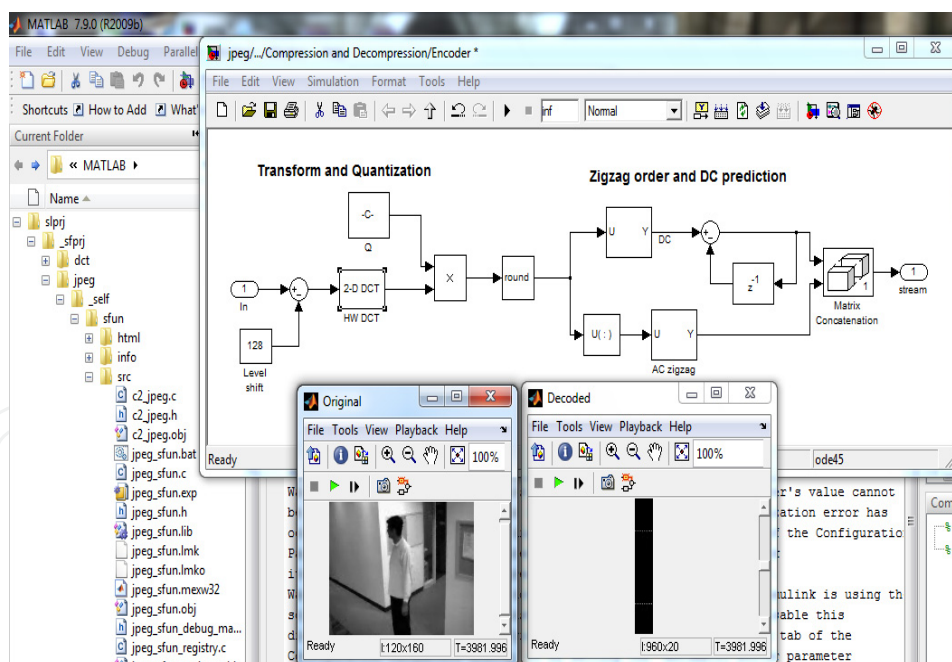 MATLAB 7.9.0 (R2009b)
File Edit View Debug Parallel
Shortcuts How to Add What'
Current Folder
« MATLAB
Name
slprj
_sfprj
dct
jpeg
_self
sfun
html
info
src
c2_jpeg.c
c2_jpeg.h
c2_jpeg.obj
jpeg_sfun.bat
jpeg_sfun.c
jpeg_sfun.exp
jpeg_sfun.h
jpeg_sfun.lib
jpeg_sfun.lmk
jpeg_sfun.lmko
jpeg_sfun.mexw32
jpeg_sfun.obj
jpeg_sfun_debug_ma...
jpeg_sfun_registry.c
jpeg/.../Compression and Decompression/Encoder *
File Edit View Simulation Format Tools Help
inf Normal
Transform and Quantization
Zigzag order and DC prediction
-C-
Q
1
In
+-
2-D DCT
HW DCT
128
Level
shift
X
round
U Y
DC
+-
-1
z
U( : )
U Y
AC zigzag
1
Matrix
Concatenation
1
stream
Ready
ode45
Original
File Tools View Playback Help
100%
Ready I:120x160 T=3981.996
Decoded
File Tools View Playback Help
100%
Ready I:960x20 T=3981.996
er's value cannot
ation error has
the Configuratio
ulink is using th
able this
tab of the
parameter
Com